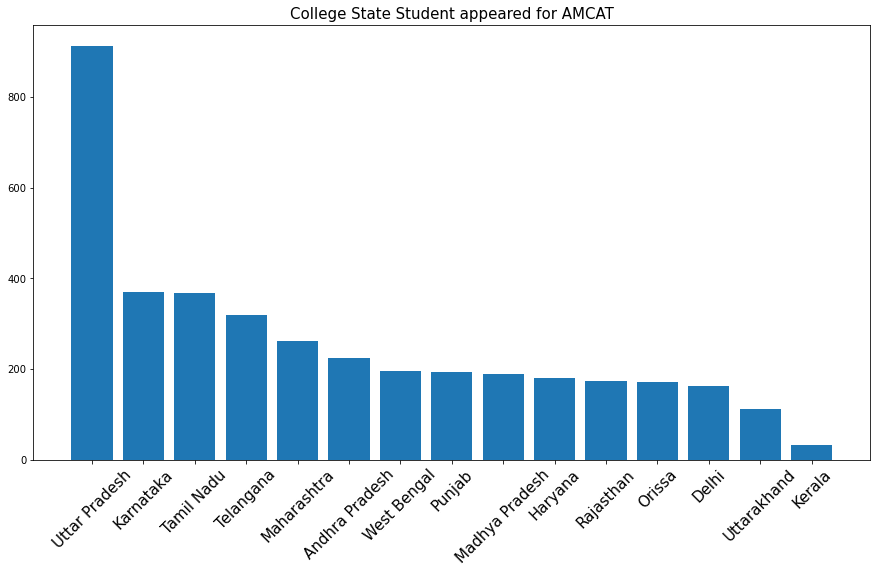 College State Student appeared for AMCAT
800
600
400
200
0
Uttar Pradesh
Karnataka
Tamil Nadu
Telangana
Maharashtra
Andhra Pradesh
West Bengal
Punjab
Madhya Pradesh
Haryana
Rajasthan
Orissa
Delhi
Uttarakhand
Kerala